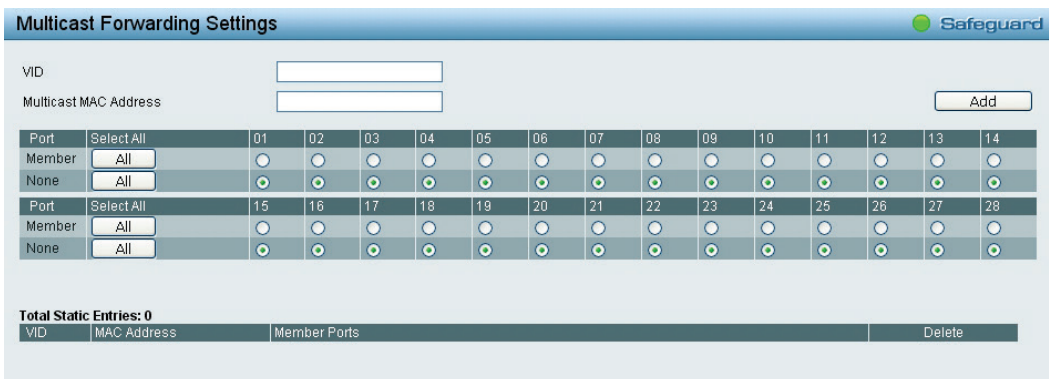 Multicast Forwarding Settings Safeguard
VID
Multicast MAC Address Add
Port Select All 01 02 03 04 05 06 07 08 09 10 11 12 13 14
Member All
None All
Port Select All 15 16 17 18 19 20 21 22 23 24 25 26 27 28
Member All
None All
Total Static Entries: 0
VID MAC Address Member Ports Delete